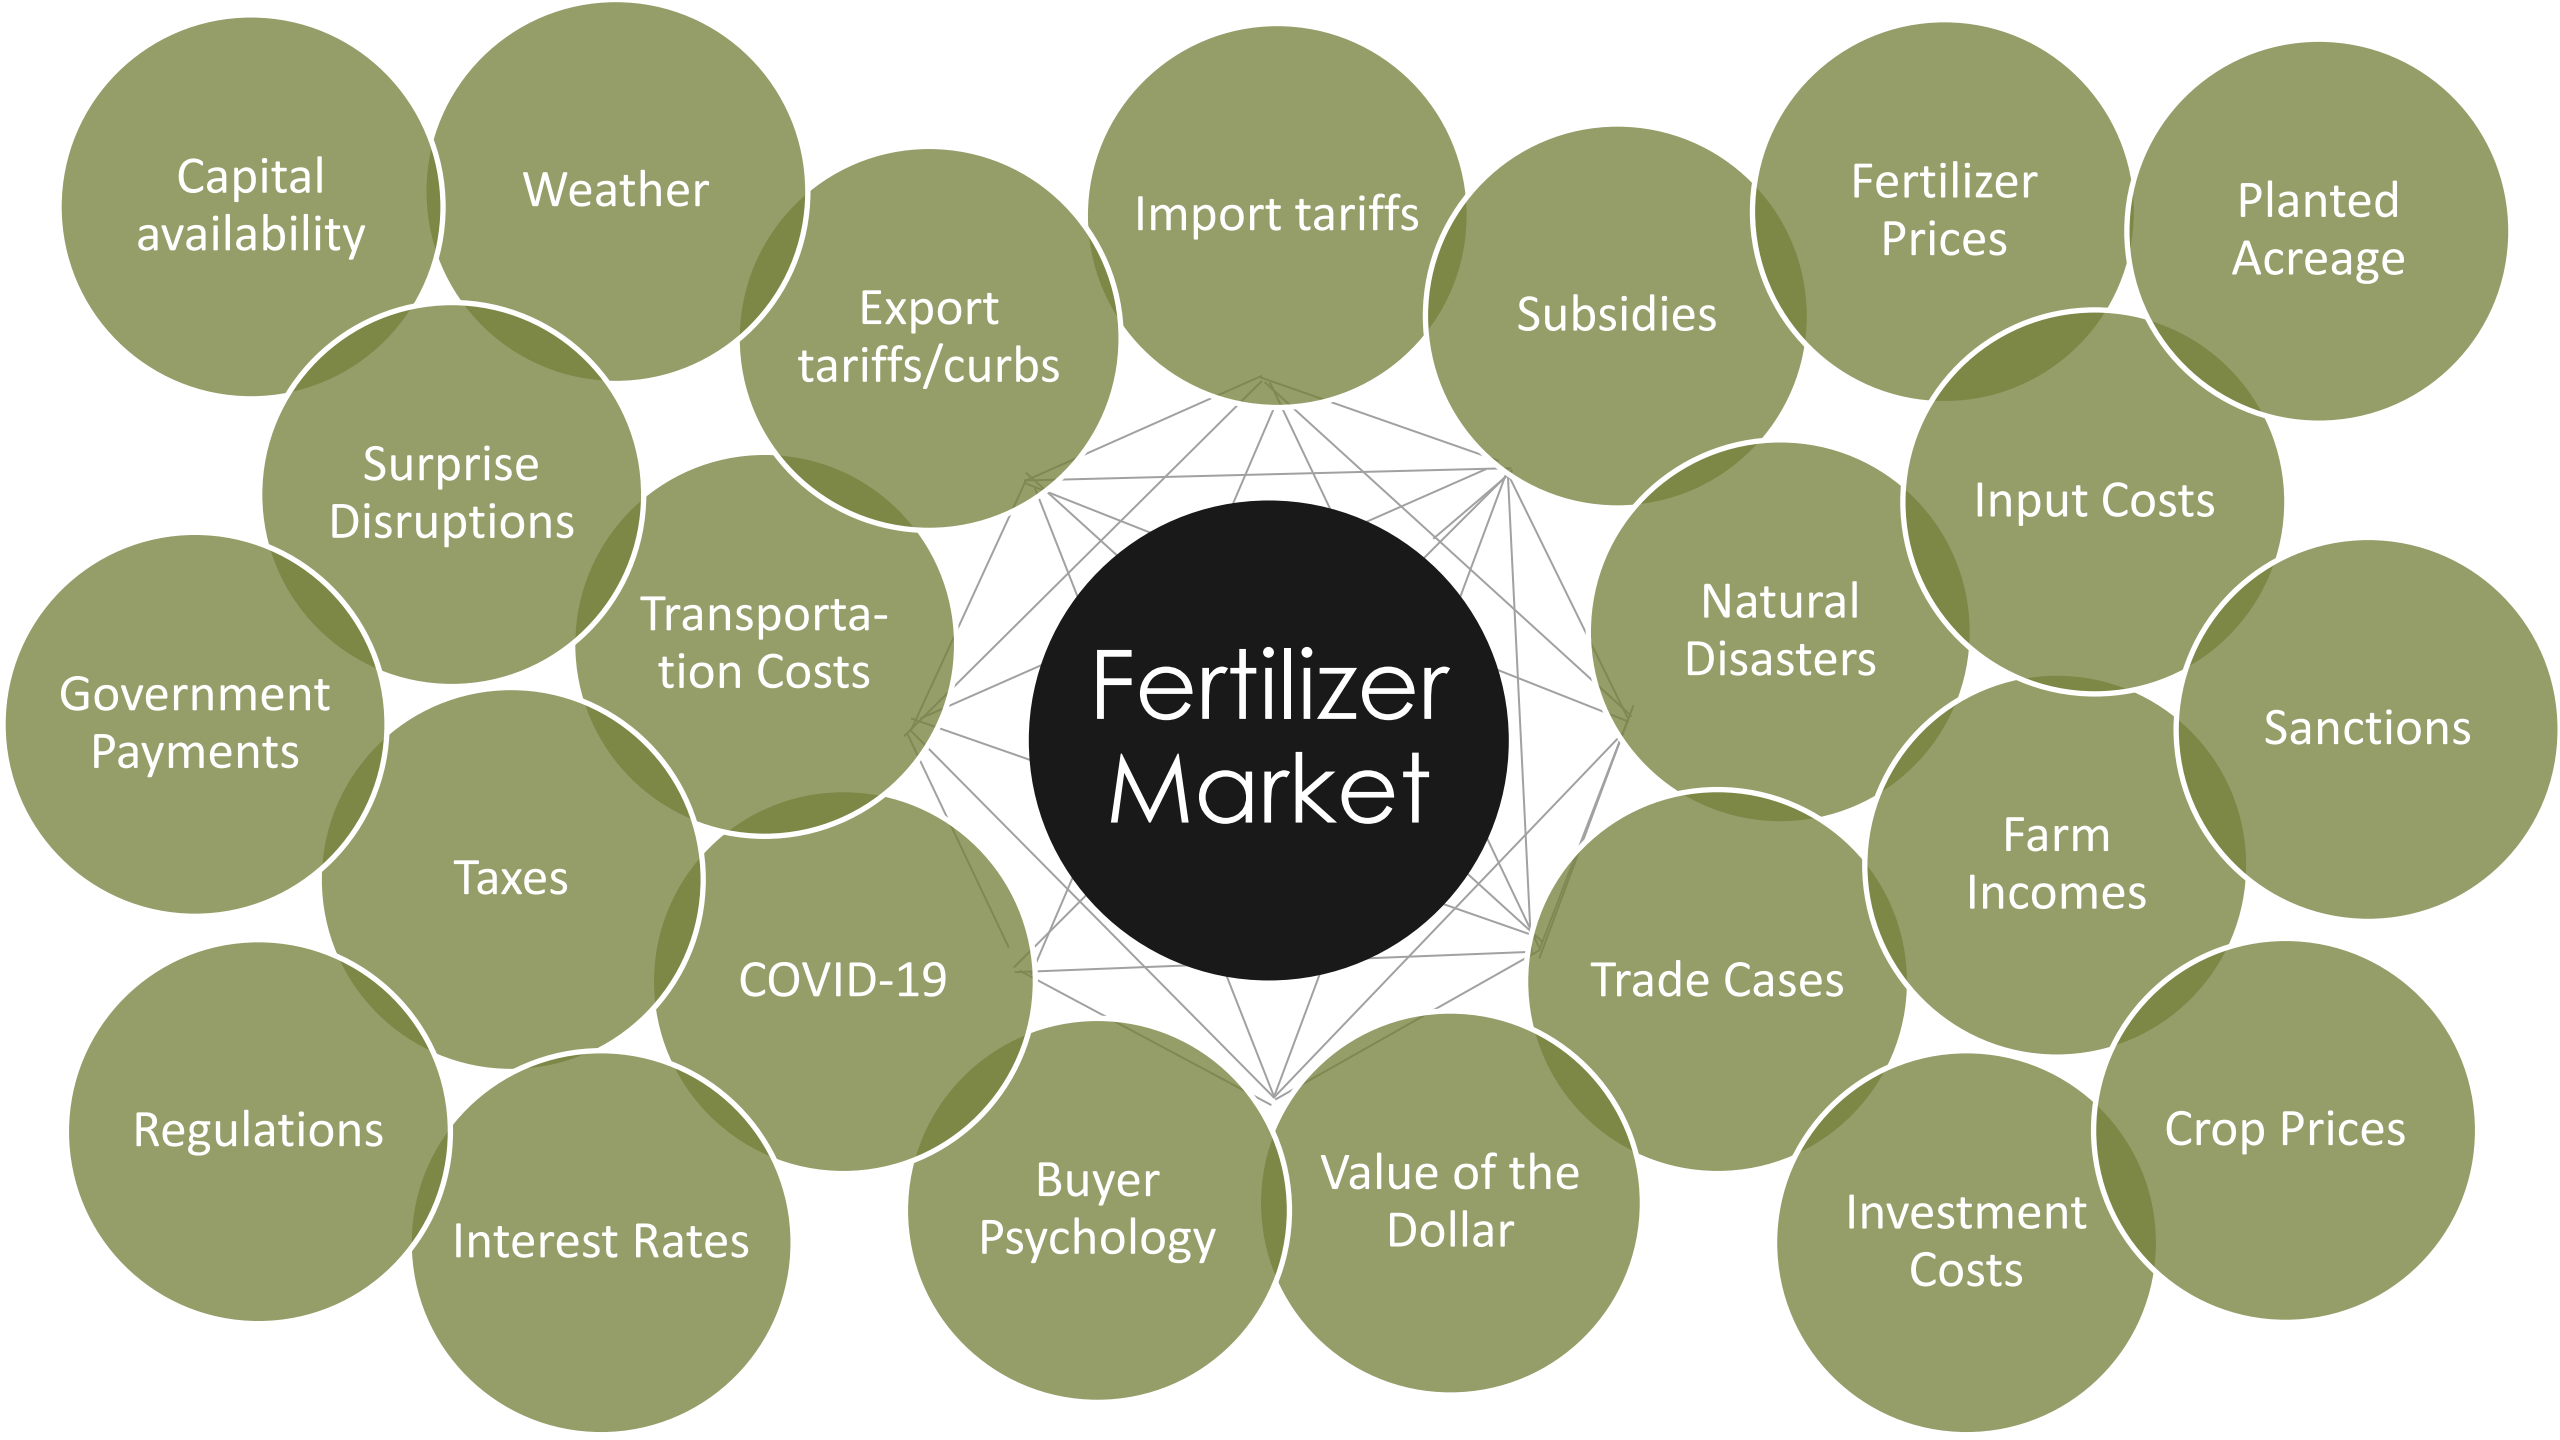 Capital
availability
Weather
Import tariffs
Fertilizer
Prices
Planted
Acreage
Export
tariffs/curbs
Subsidies
Surprise
Disruptions
Input Costs
Transporta-
tion Costs
Natural
Disasters
Government
Payments
Fertilizer
Market
Sanctions
Taxes
Farm
Incomes
COVID-19
Trade Cases
Regulations
Crop Prices
Interest Rates
Buyer
Psychology
Value of the
Dollar
Investment
Costs